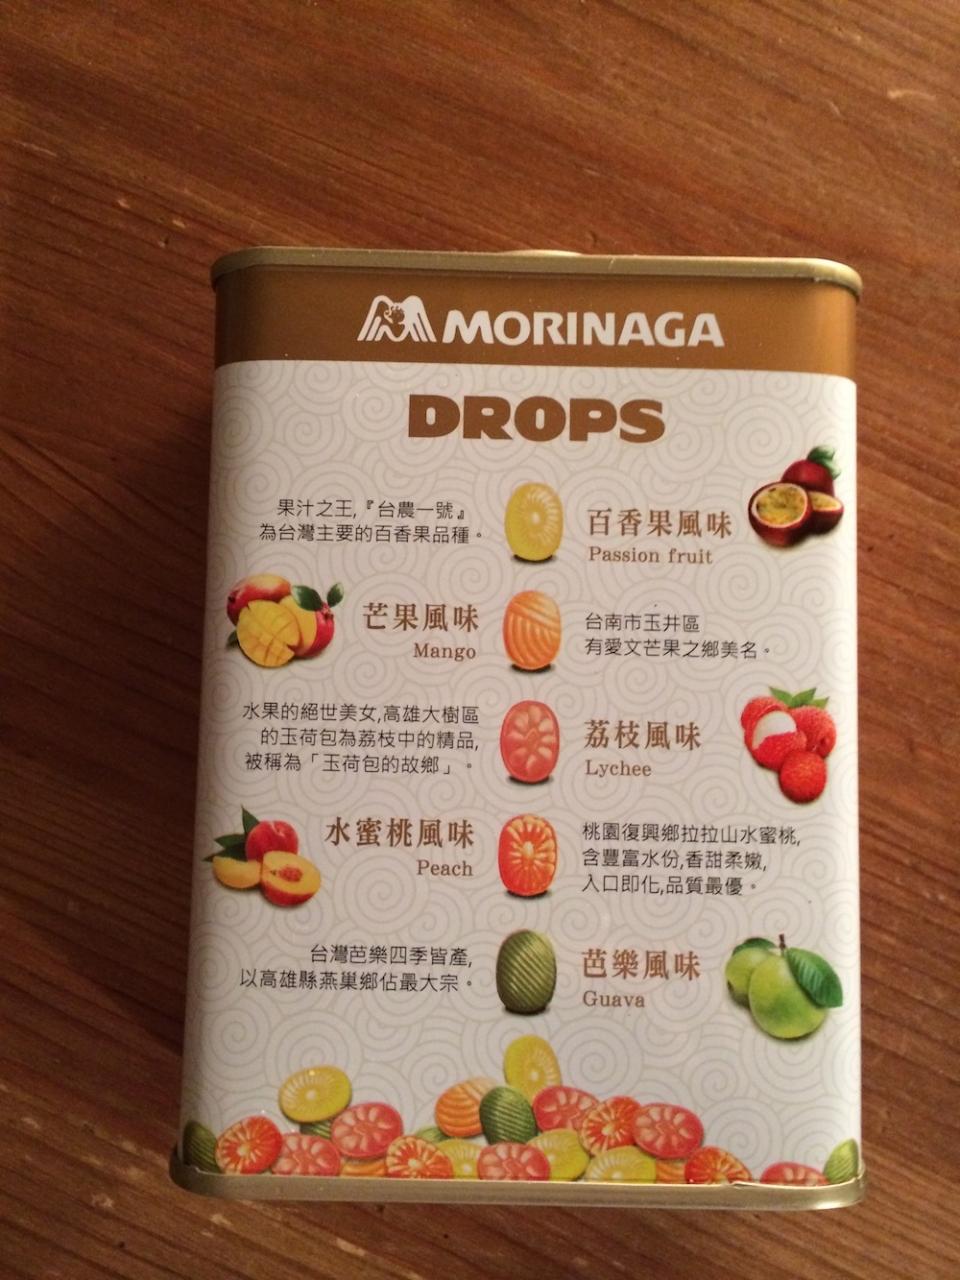 MORINAGA
DROPS
果汁之王,『台農一號』
為台灣主要的百香果品種。
百香果風味
Passion fruit
芒果風味
Mango
台南市玉井區
有愛文芒果之鄉美名。
水果的絕世美女,高雄大樹區
的玉荷包為荔枝中的精品,
被稱為「玉荷包的故鄉」。
荔枝風味
Lychee
水蜜桃風味
Peach
桃園復興鄉拉拉山水蜜桃,
含豐富水份,香甜柔嫩,
入口即化,品質最優。
台灣芭樂四季皆產,
以高雄縣燕巢鄉佔最大宗。
芭樂風味
Guava